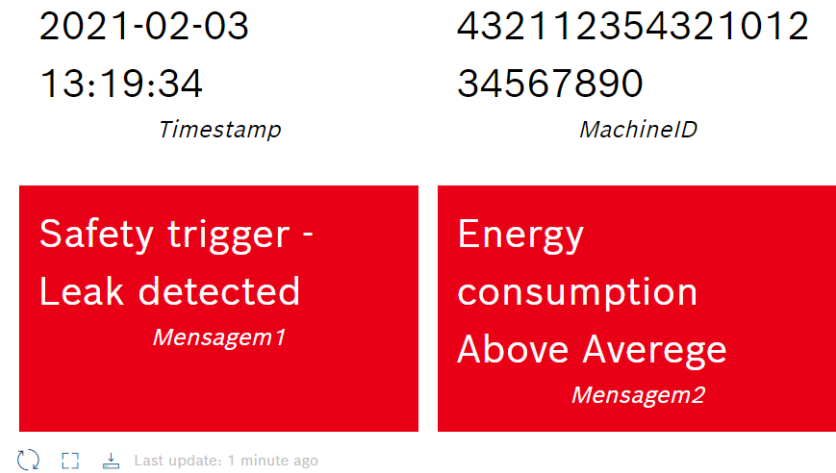 2021-02-03
13:19:34
Timestamp
432112354321012
34567890
MachineID
Safety trigger -
Leak detected
Mensagem1
Energy
consumption
Above Averege
Mensagem2
Last update: 1 minute ago